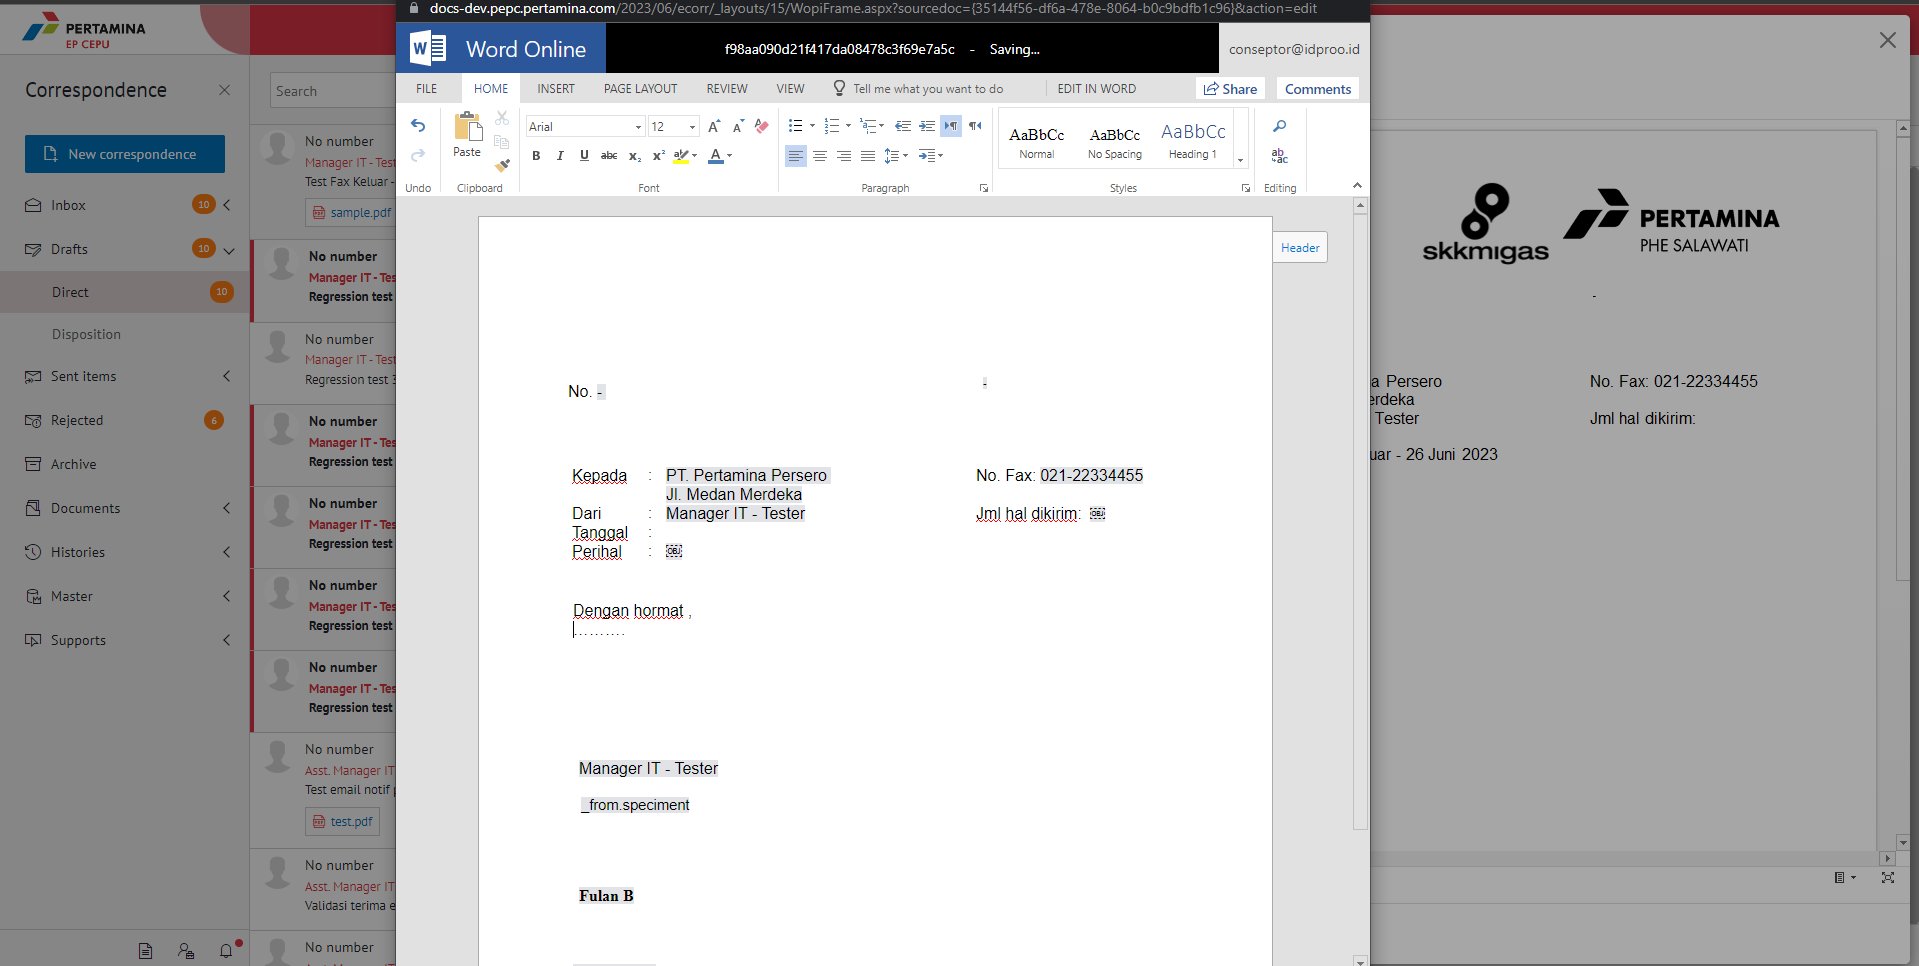 docs-dev.pepc.pertamina.com/2023/06/ecorr/_layouts/15/WopiFrame.aspx?sourcedoc={35144f56-df6a-478e-8064-b0c9bdfb1c96}&action=edit
PERTAMINA
EP CEPU
Correspondence
New correspondence
Inbox 10
Drafts 10
Direct 10
Disposition
Sent items
Rejected 6
Archive
Documents
Histories
Master
Supports
Search
No number
Manager IT - Test
Test Fax Keluar -
sample.pdf
No number
Manager IT - Tes
Regression test
No number
Manager IT - Test
Regression test 3
No number
Manager IT - Tes
Regression test
No number
Manager IT - Tes
Regression test
No number
Manager IT - Tes
Regression test
No number
Manager IT - Tes
Regression test
No number
Asst. Manager IT
Test email notif p
test.pdf
No number
Asst. Manager IT
Validasi terima e
No number
Word Online
f98aa090d21f417da08478c3f69e7a5c - Saving...
conseptor@idproo.id
FILE HOME INSERT PAGE LAYOUT REVIEW VIEW Tell me what you want to do EDIT IN WORD Share Comments
Paste
Arial 12
B I U abc x₂ x² ab A
AaBbCc AaBbCc AaBbCc
Normal No Spacing Heading 1
Undo Clipboard Font Paragraph Styles Editing
Header
No. - -
Kepada : PT. Pertamina Persero No. Fax: 021-22334455
Jl. Medan Merdeka
Dari : Manager IT - Tester Jml hal dikirim: OBJ
Tanggal :
Perihal : OBJ
Dengan hormat ,
..........
Manager IT - Tester
_from.speciment
Fulan B
skkmigas
PERTAMINA
PHE SALAWATI
-
a Persero No. Fax: 021-22334455
erdeka
Tester Jml hal dikirim:
uar - 26 Juni 2023